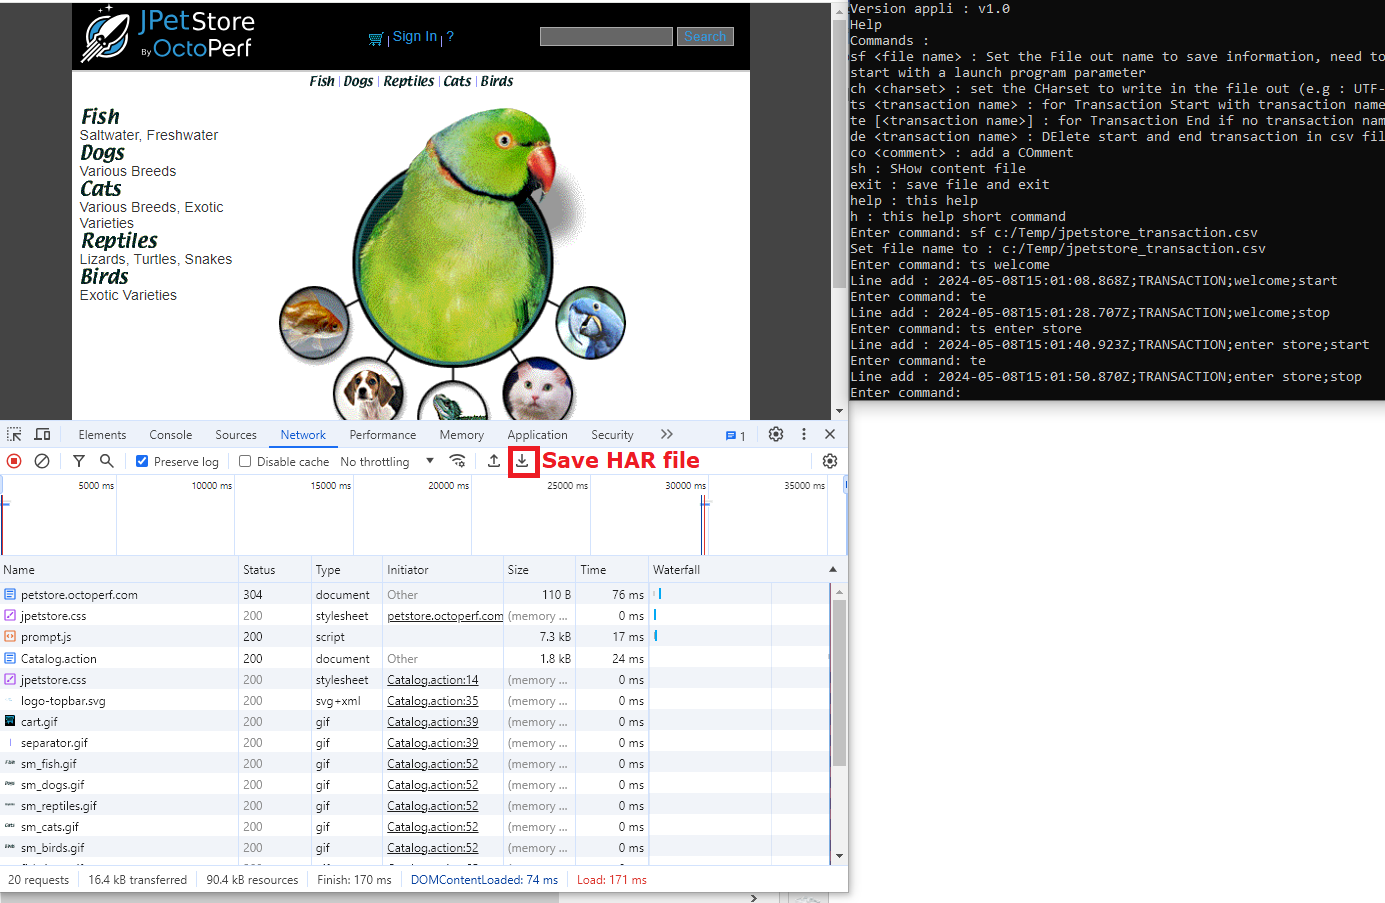 JPetStore
By OctoPerf
Sign In
?
Search
Fish | Dogs | Reptiles | Cats | Birds
Fish
Saltwater, Freshwater
Dogs
Various Breeds
Cats
Various Breeds, Exotic
Varieties
Reptiles
Lizards, Turtles, Snakes
Birds
Exotic Varieties
Version appli : v1.0
Help
Commands :
sf <file name> : Set the File out name to save information, need to
start with a launch program parameter
ch <charset> : set the CHarset to write in the file out (e.g : UTF-
ts <transaction name> : for Transaction Start with transaction name
te [<transaction name>] : for Transaction End if no transaction nam
de <transaction name> : DElete start and end transaction in csv fil
co <comment> : add a COmment
sh : SHow content file
exit : save file and exit
help : this help
h : this help short command
Enter command: sf c:/Temp/jpetstore_transaction.csv
Set file name to : c:/Temp/jpetstore_transaction.csv
Enter command: ts welcome
Line add : 2024-05-08T15:01:08.868Z;TRANSACTION;welcome;start
Enter command: te
Line add : 2024-05-08T15:01:28.707Z;TRANSACTION;welcome;stop
Enter command: ts enter store
Line add : 2024-05-08T15:01:40.923Z;TRANSACTION;enter store;start
Enter command: te
Line add : 2024-05-08T15:01:50.870Z;TRANSACTION;enter store;stop
Enter command:
Elements Console Sources Network Performance Memory Application Security 1
Preserve log Disable cache No throttling Save HAR file
5000 ms 10000 ms 15000 ms 20000 ms 25000 ms 30000 ms 35000 ms
Name Status Type Initiator Size Time Waterfall
petstore.octoperf.com 304 document Other 110 B 76 ms
jpetstore.css 200 stylesheet petstore.octoperf.com (memory ... 0 ms
prompt.js 200 script 7.3 kB 17 ms
Catalog.action 200 document Other 1.8 kB 24 ms
jpetstore.css 200 stylesheet Catalog.action:14 (memory ... 0 ms
logo-topbar.svg 200 svg+xml Catalog.action:35 (memory ... 0 ms
cart.gif 200 gif Catalog.action:39 (memory ... 0 ms
separator.gif 200 gif Catalog.action:39 (memory ... 0 ms
sm_fish.gif 200 gif Catalog.action:52 (memory ... 0 ms
sm_dogs.gif 200 gif Catalog.action:52 (memory ... 0 ms
sm_reptiles.gif 200 gif Catalog.action:52 (memory ... 0 ms
sm_cats.gif 200 gif Catalog.action:52 (memory ... 0 ms
sm_birds.gif 200 gif Catalog.action:52 (memory ... 0 ms
20 requests 16.4 kB transferred 90.4 kB resources Finish: 170 ms DOMContentLoaded: 74 ms Load: 171 ms